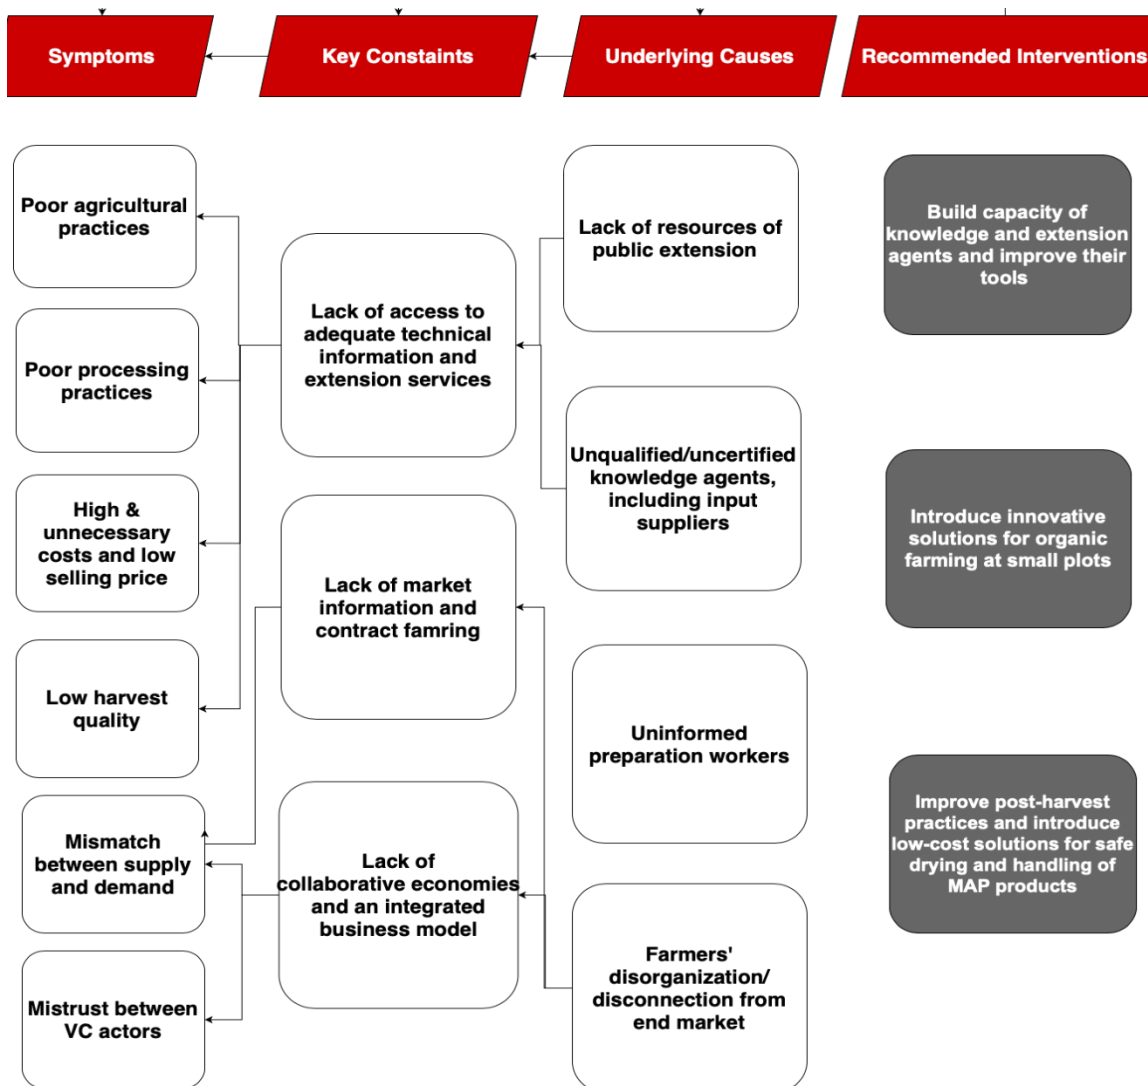 Symptoms
Key Constaints
Underlying Causes
Recommended Interventions
Poor agricultural
practices
Poor processing
practices
High &
unnecessary
costs and low
selling price
Low harvest
quality
Mismatch
between supply
and demand
Mistrust between
VC actors
Lack of access to
adequate technical
information and
extension services
Lack of market
information and
contract famring
Lack of
collaborative economies
and an integrated
business model
Lack of resources of
public extension
Unqualified/uncertified
knowledge agents,
including input
suppliers
Uninformed
preparation workers
Farmers'
disorganization/
disconnection from
end market
Build capacity of
knowledge and extension
agents and improve their
tools
Introduce innovative
solutions for organic
farming at small plots
Improve post-harvest
practices and introduce
low-cost solutions for safe
drying and handling of
MAP products